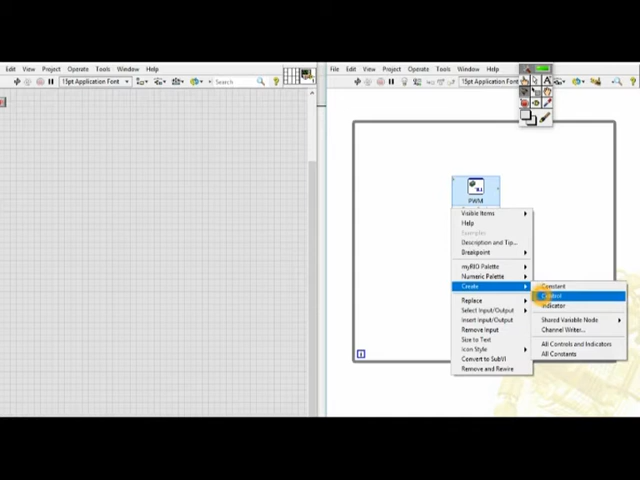 dit View Project Operate Tools Window Help
15pt Application Font
Search
File Edit View Project Operate Tools Window Help
15pt Application Font
PWM
Visible Items
Help
Examples
Description and Tip...
Breakpoint
myRIO Palette
Numeric Palette
Create
Constant
Control
Indicator
Replace
Select Input/Output
Insert Input/Output
Remove Input
Size to Text
Icon Style
Convert to SubVI
Remove and Rewire
Shared Variable Node
Channel Writer...
All Controls and Indicators
All Constants
i